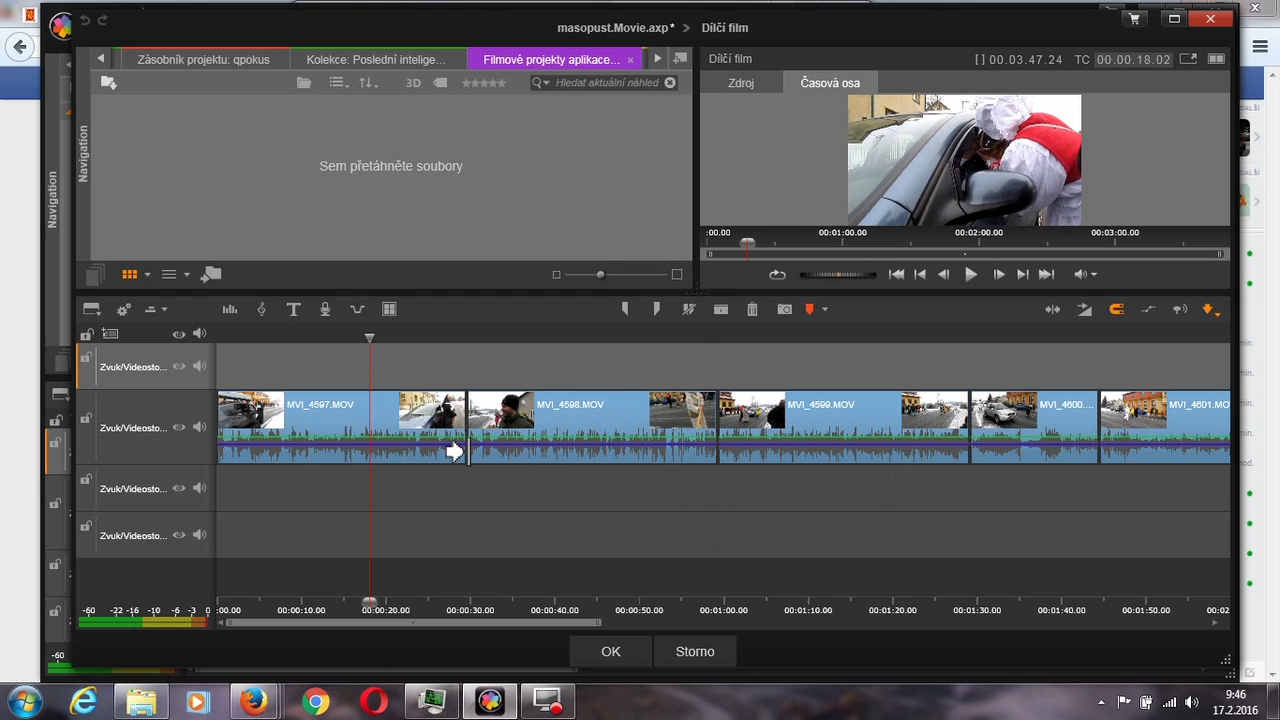 masopust.Movie.axp * > Dílčí film
Zásobník projektu: qpokus
Kolekce: Poslední intelige...
Filmové projekty aplikace...
Dílčí film
[ ] 00.03.47.24
TC 00.00.18.02
3D
Hledat aktuální náhled
Zdroj
Časová osa
Navigation
Navigation
Sem přetáhněte soubory
:00.00
00:01:00.00
00:02:00.00
00:03:00.00
Zvuk/Videosto...
MVI_4597.MOV
MVI_4598.MOV
MVI_4599.MOV
MVI_4600....
MVI_4601.MO
Zvuk/Videosto...
Zvuk/Videosto...
Zvuk/Videosto...
-60 -22 -16 -10 -6 -3 0
:00.00
00:00:10.00
00:00:20.00
00:00:30.00
00:00:40.00
00:00:50.00
00:01:00.00
00:01:10.00
00:01:20.00
00:01:30.00
00:01:40.00
00:01:50.00
00:02
-60
OK
Storno
9:46
17.2.2016